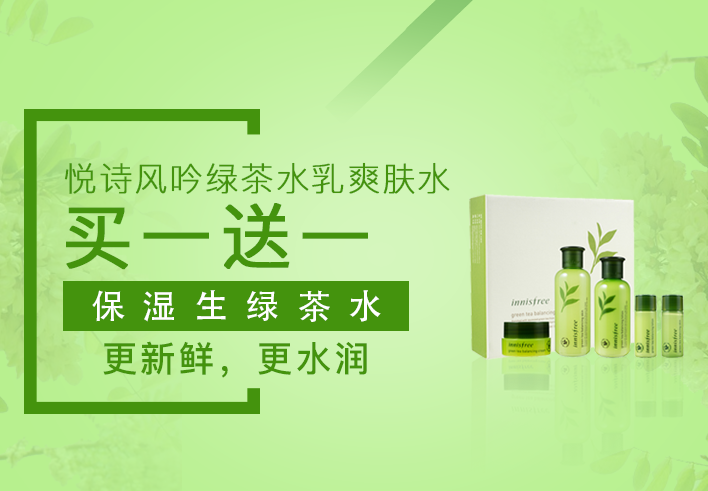 悦诗风吟绿茶水乳爽肤水
买一送一
保湿生绿茶水
更新鲜，更水润
innisfree
green tea balancing
innisfree